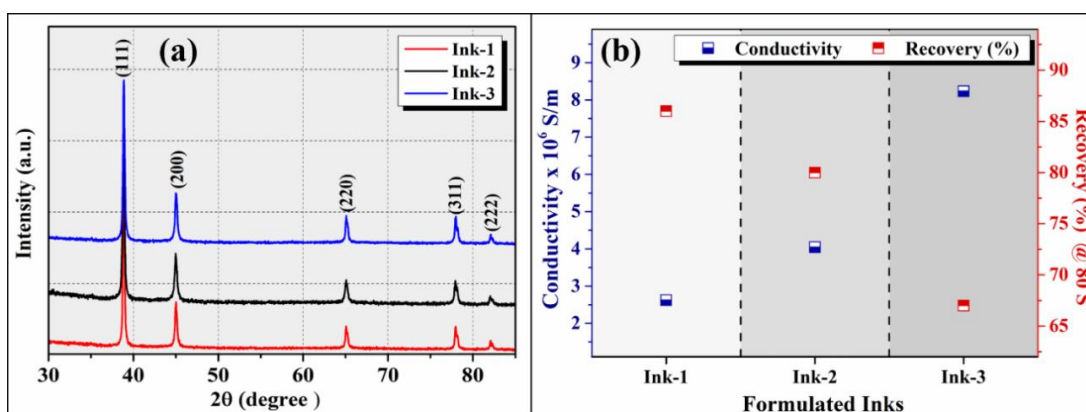 (a)
Ink-1
Ink-2
Ink-3
(111)
(200)
(220)
(311)
(222)
Intensity (a.u.)
30 40 50 60 70 80
2θ (degree )
(b)
Conductivity Recovery (%)
Conductivity x 10⁶ S/m
9
8
7
6
5
4
3
2
90
85
80
75
70
65
Recovery (%) @ 80S
Ink-1 Ink-2 Ink-3
Formulated Inks